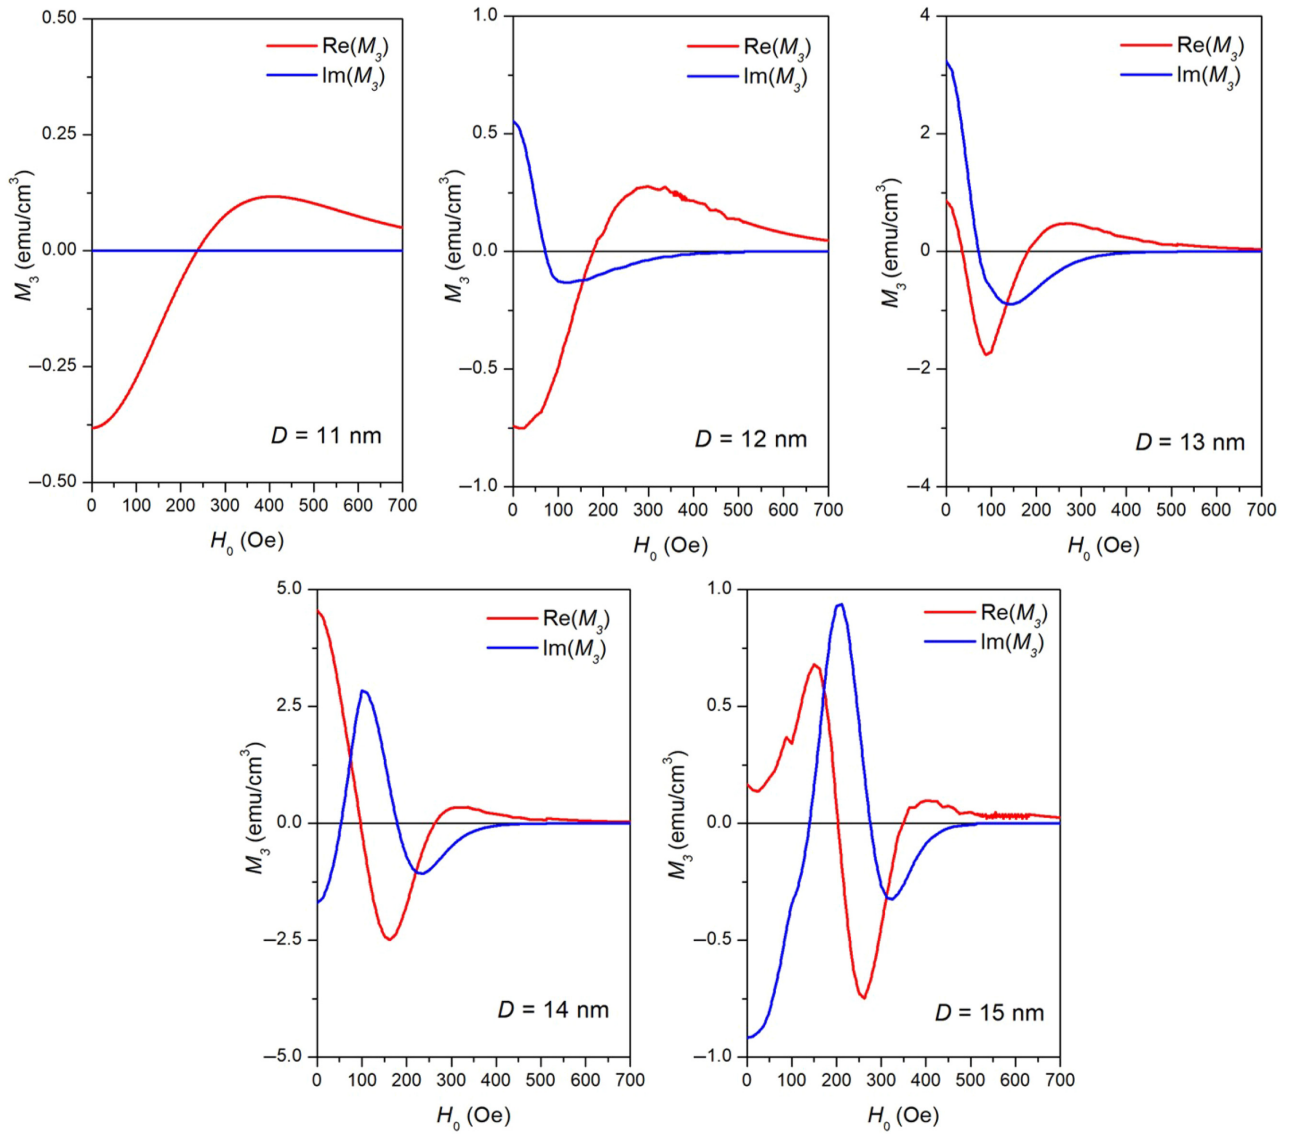 0.50
0.25
0.00
−0.25
−0.50
M₃ (emu/cm³)
Re(M₃)
Im(M₃)
D = 11 nm
0 100 200 300 400 500 600 700
H₀ (Oe)
1.0
0.5
0.0
−0.5
−1.0
M₃ (emu/cm³)
Re(M₃)
Im(M₃)
D = 12 nm
0 100 200 300 400 500 600 700
H₀ (Oe)
4
2
0
−2
−4
M₃ (emu/cm³)
Re(M₃)
Im(M₃)
D = 13 nm
0 100 200 300 400 500 600 700
H₀ (Oe)
5.0
2.5
0.0
−2.5
−5.0
M₃ (emu/cm³)
Re(M₃)
Im(M₃)
D = 14 nm
0 100 200 300 400 500 600 700
H₀ (Oe)
1.0
0.5
0.0
−0.5
−1.0
M₃ (emu/cm³)
Re(M₃)
Im(M₃)
D = 15 nm
0 100 200 300 400 500 600 700
H₀ (Oe)